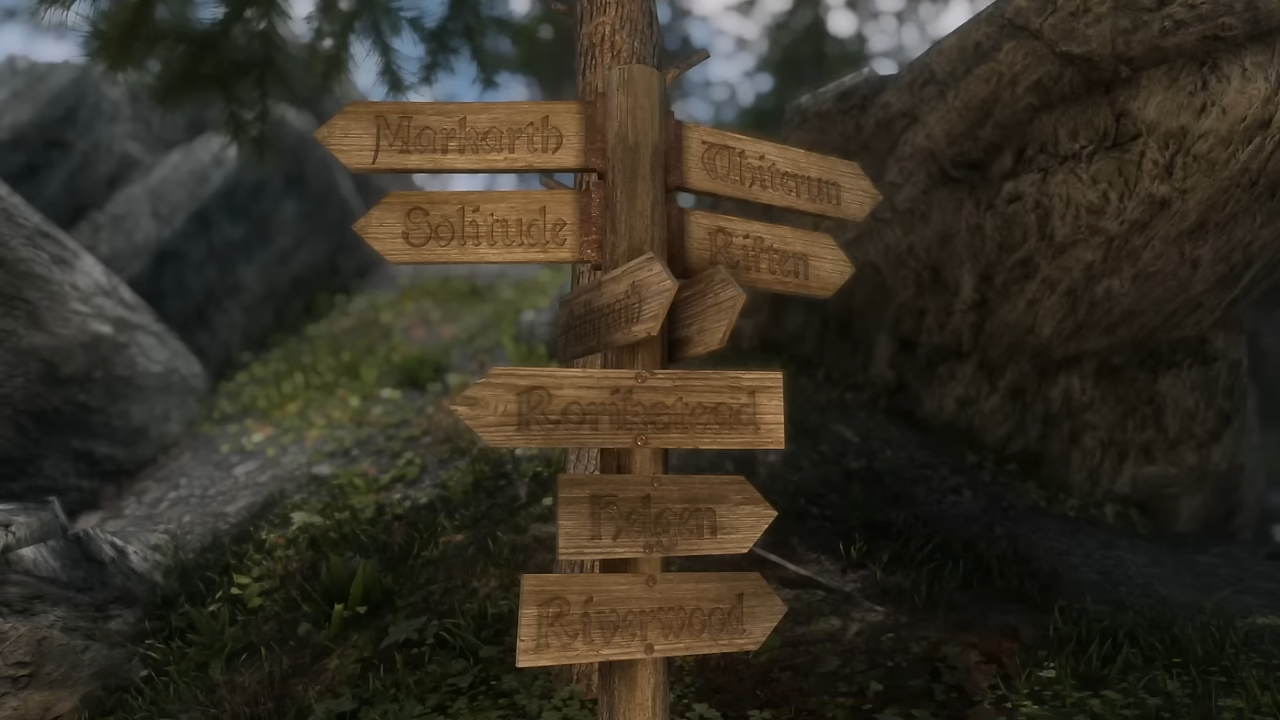 Markarth
Whiterun
Solitude
Riften
Rorikstead
Helgen
Riverwood